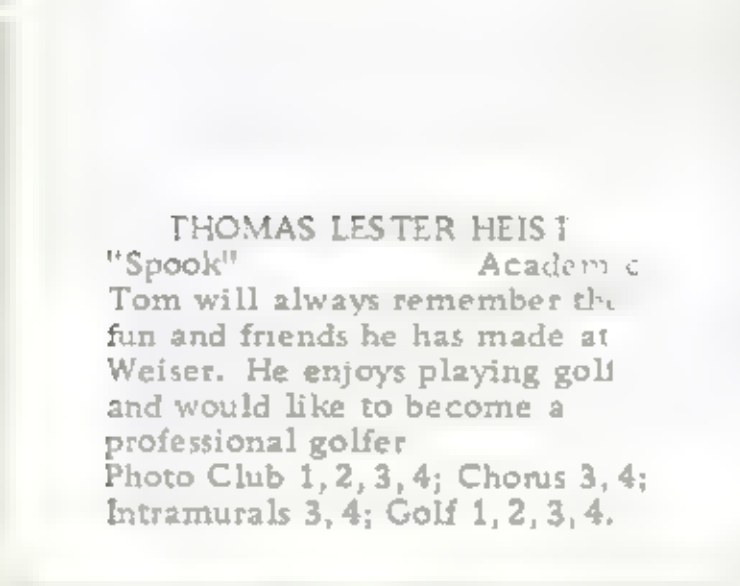 THOMAS LESTER
"Spook" Academic
Tom will always remember the
fun and friends he has made at
Weiser. He enjoys playing golf
and would like to become a
professional golfer
Photo Club 1, 2, 3, 4; Chorus 3, 4;
Intramurals 3, 4; Golf 1, 2, 3, 4.